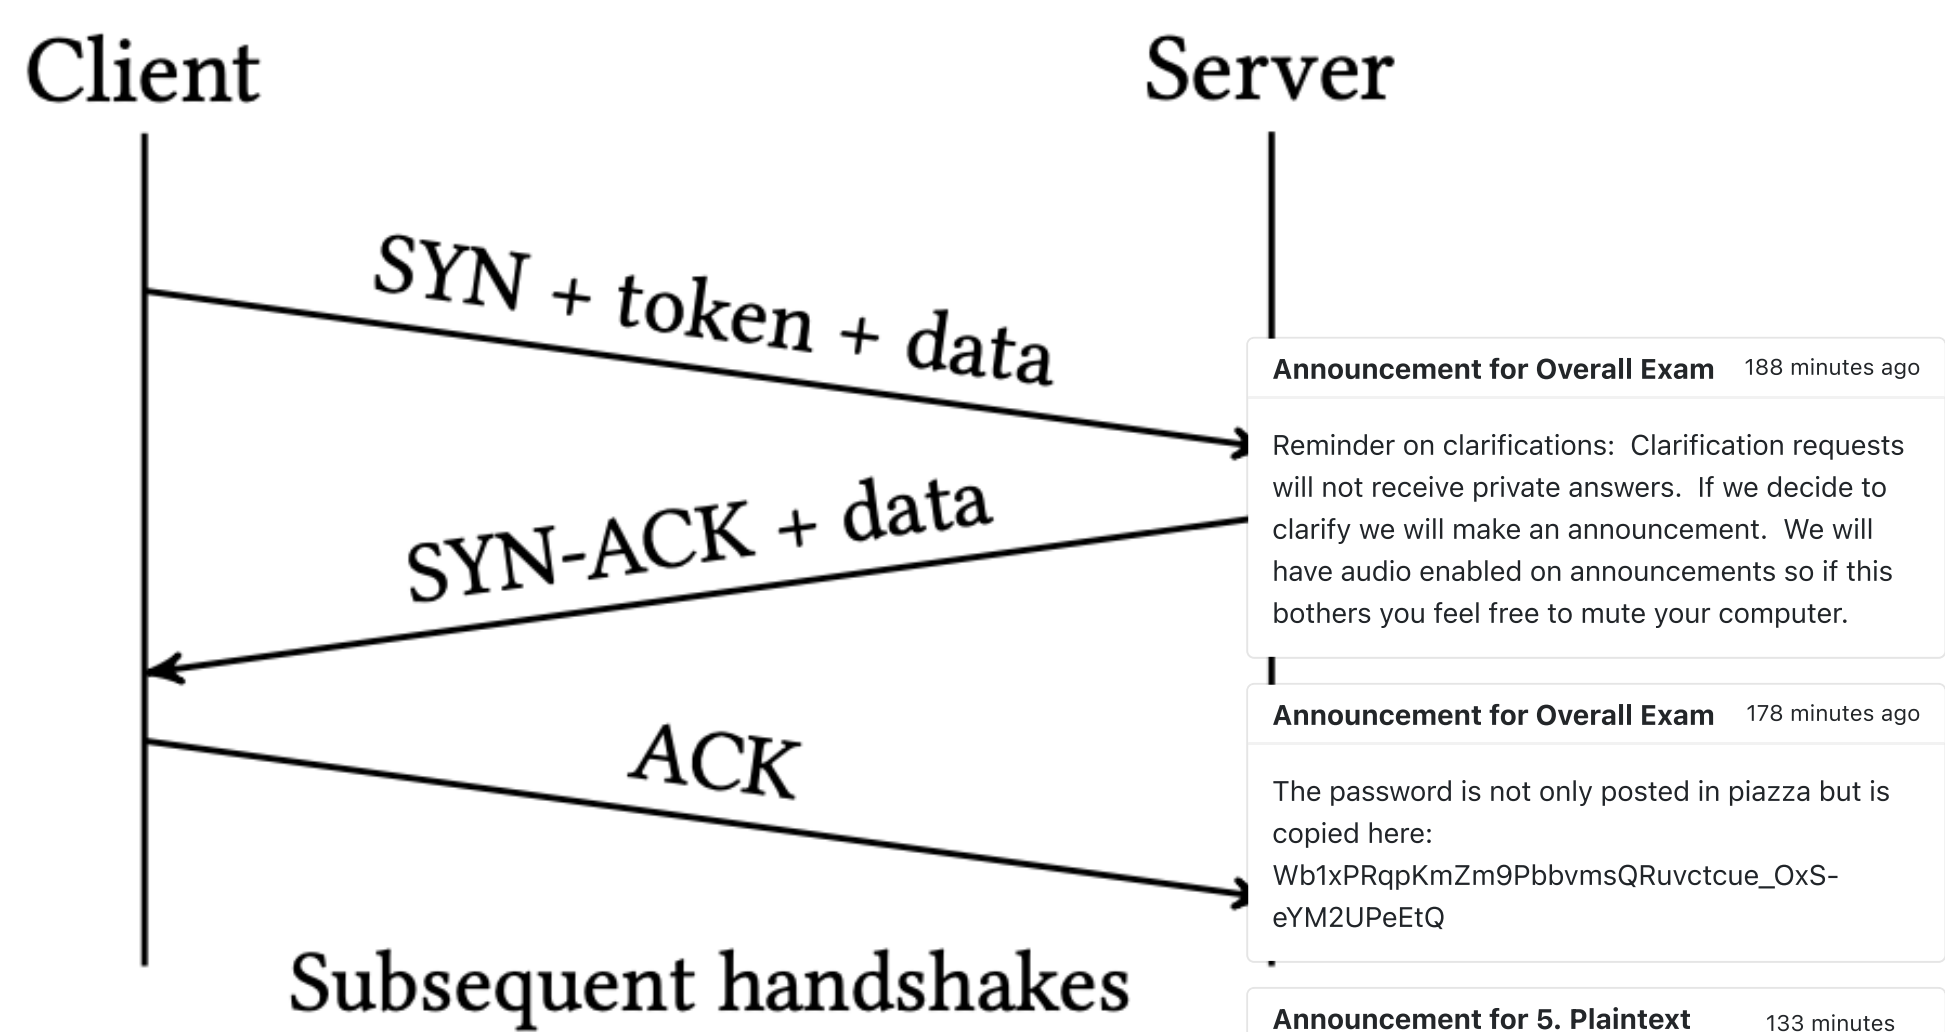 Client
Server
SYN + token + data
SYN-ACK + data
ACK
Subsequent handshakes
Announcement for Overall Exam 188 minutes ago
Reminder on clarifications:  Clarification requests
will not receive private answers.  If we decide to
clarify we will make an announcement.  We will
have audio enabled on announcements so if this
bothers you feel free to mute your computer.
Announcement for Overall Exam 178 minutes ago
The password is not only posted in piazza but is
copied here:
Wb1xPRqpKmZm9PbbvmsQRuvctcue_OxS-
eYM2UPeEtQ
Announcement for 5. Plaintext 133 minutes